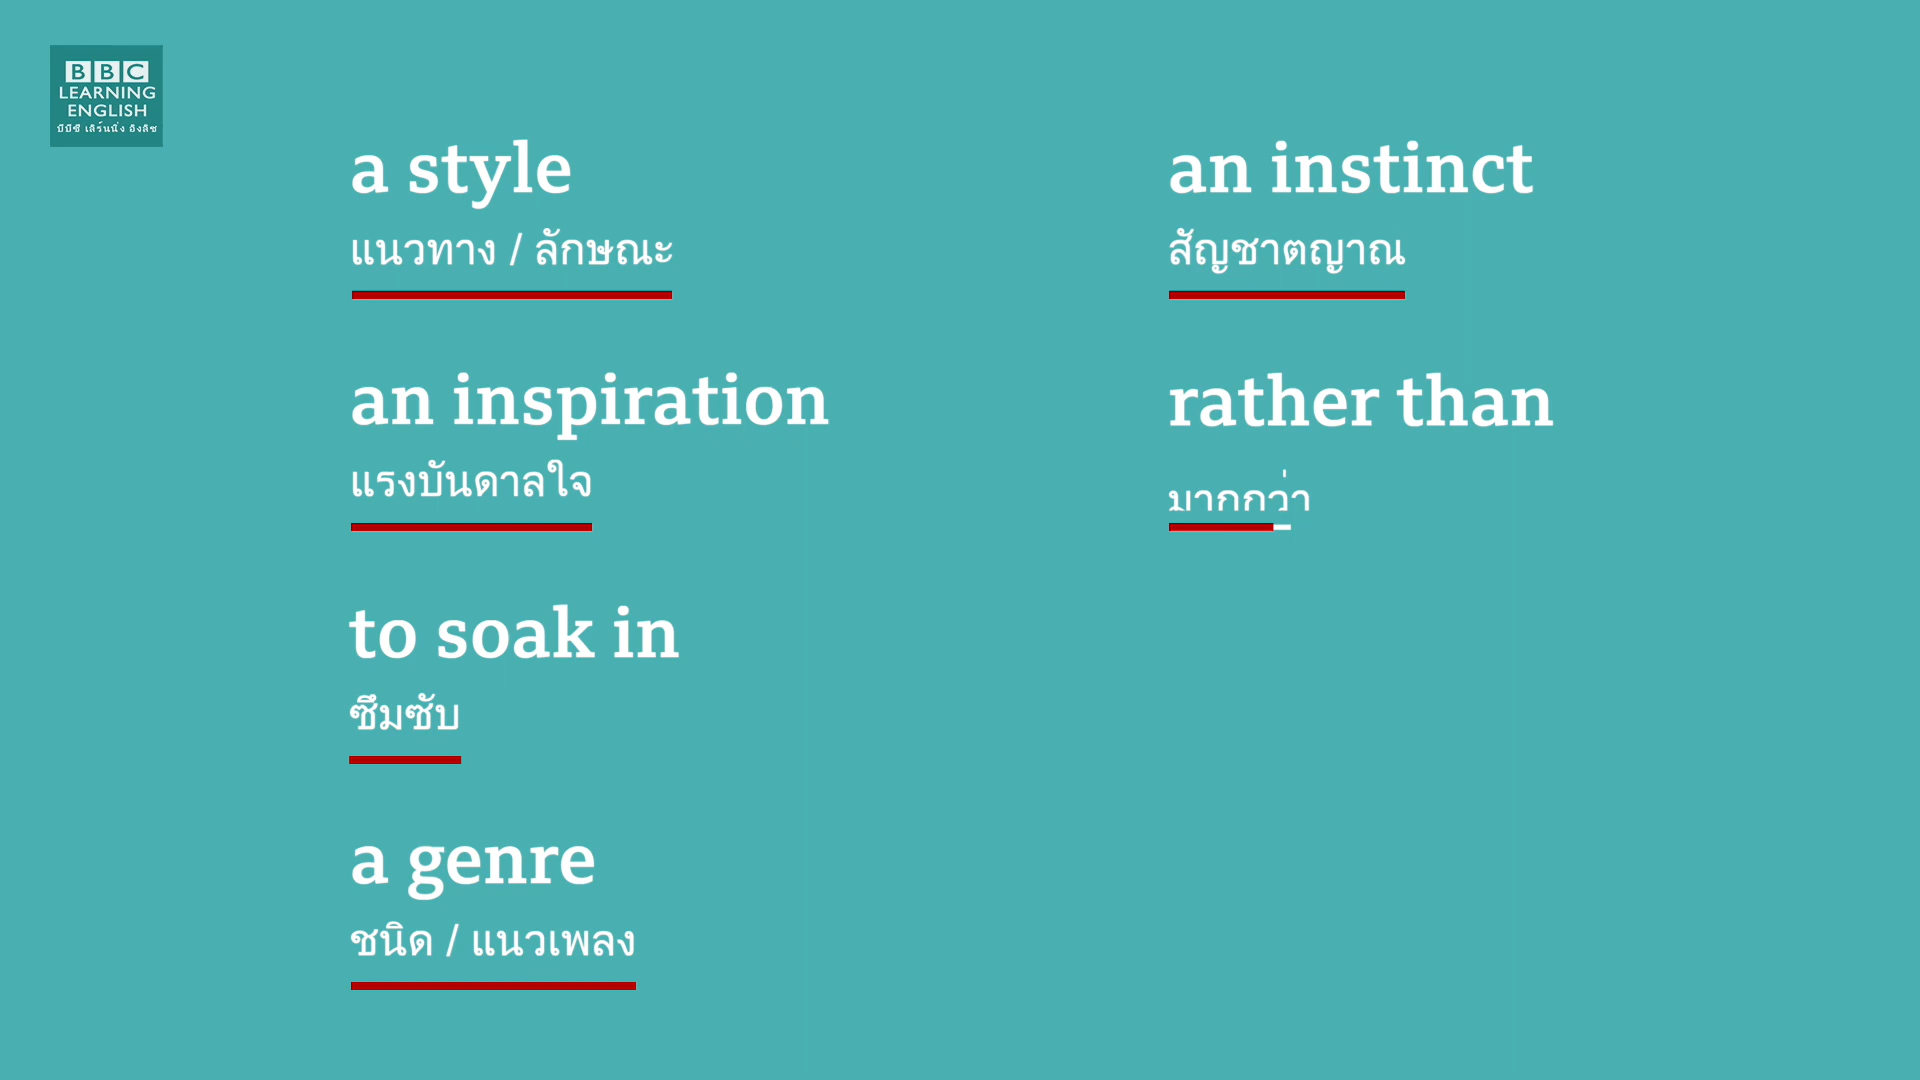 BBC
LEARNING
ENGLISH
บีบีซี เลิร์นนิ่ง อิงลิช
a style
แนวทาง / ลักษณะ
an inspiration
แรงบันดาลใจ
to soak in
ซึมซับ
a genre
ชนิด / แนวเพลง
an instinct
สัญชาตญาณ
rather than
มากกว่า